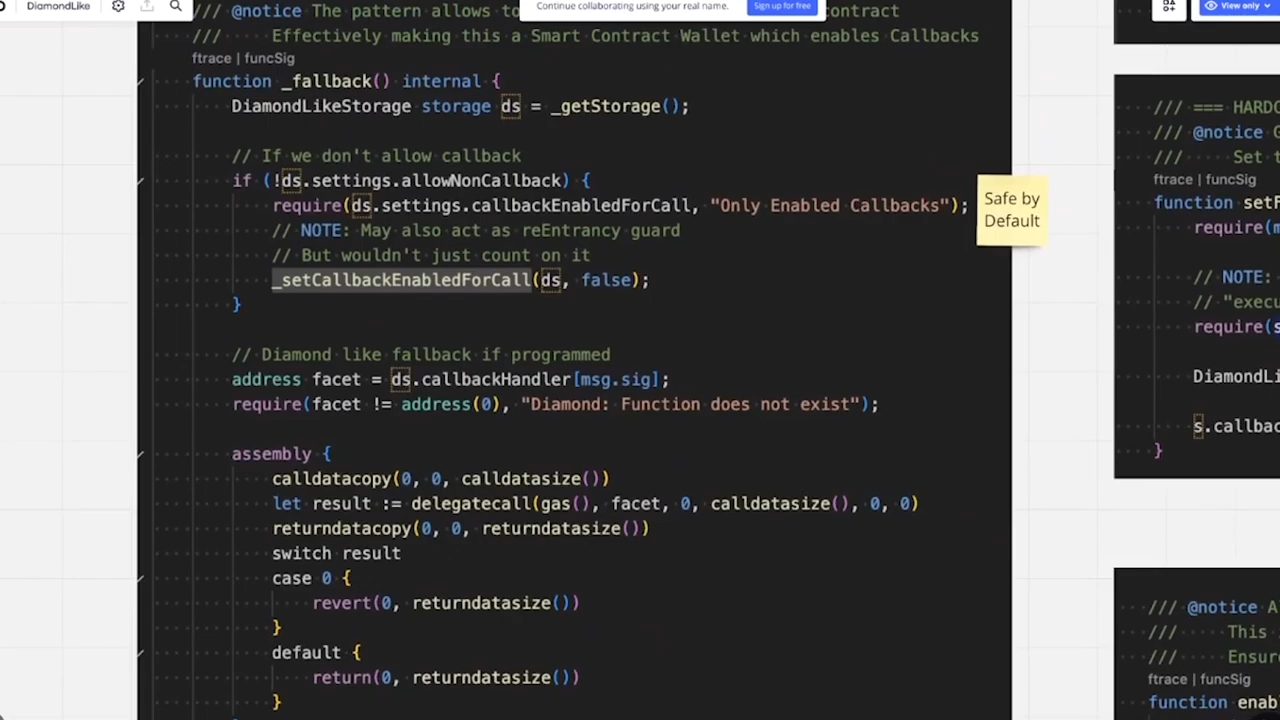 DiamondLike
Continue collaborating using your real name.
Sign up for free
View only
/// @notice The pattern allows to
contract
/// Effectively making this a Smart Contract Wallet which enables Callbacks
ftrace | funcSig
function _fallback() internal {
DiamondLikeStorage storage ds = _getStorage();
// If we don't allow callback
if (!ds.settings.allowNonCallback) {
require(ds.settings.callbackEnabledForCall, "Only Enabled Callbacks");
// NOTE: May also act as reEntrancy guard
// But wouldn't just count on it
_setCallbackEnabledForCall(ds, false);
}
// Diamond like fallback if programmed
address facet = ds.callbackHandler[msg.sig];
require(facet != address(0), "Diamond: Function does not exist");
assembly {
calldatacopy(0, 0, calldatasize())
let result := delegatecall(gas(), facet, 0, calldatasize(), 0, 0)
returndatacopy(0, 0, returndatasize())
switch result
case 0 {
revert(0, returndatasize())
}
default {
return(0, returndatasize())
}
Safe by
Default
/// === HARDC
/// @notice G
/// Set t
ftrace | funcSig
function setF
require(m
// NOTE:
// "execu
require(s
DiamondLi
s.callbac
}
/// @notice A
/// This
/// Ensure
ftrace | funcSig
function enab